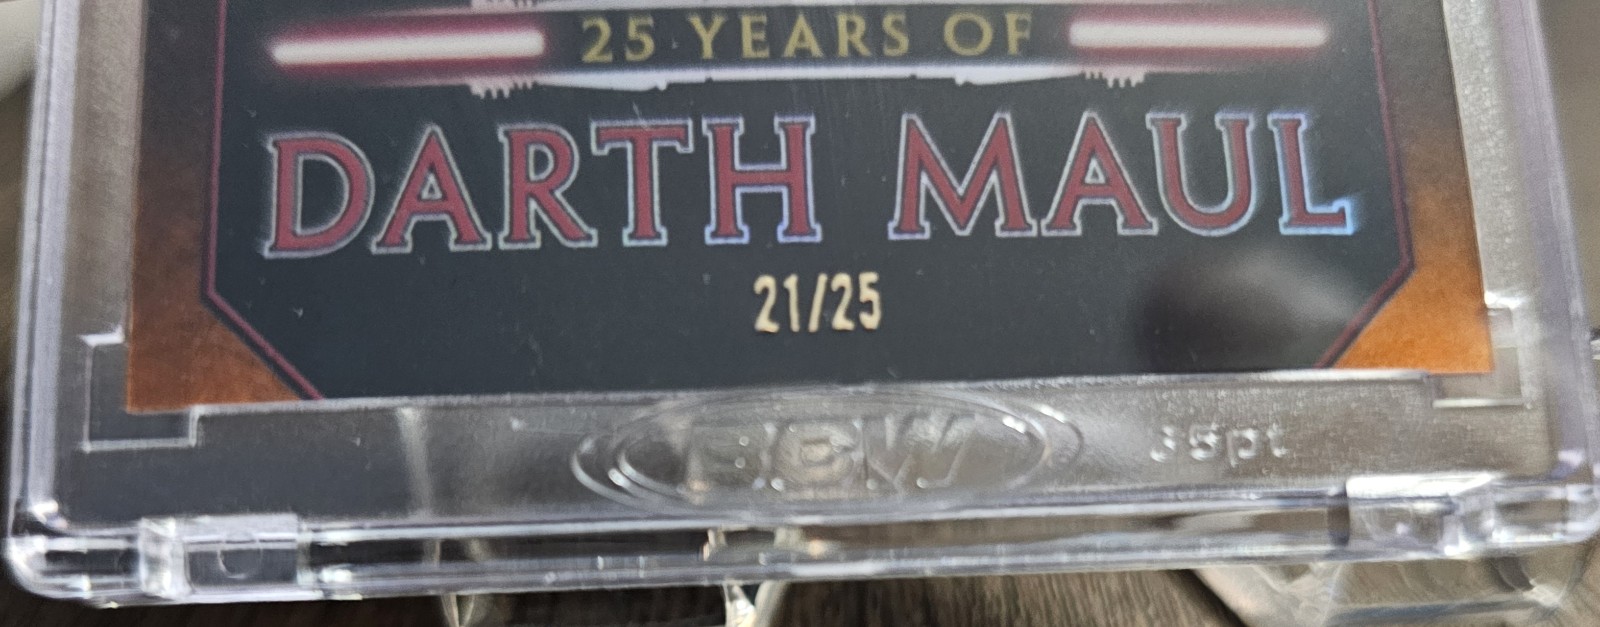 25 YEARS OF
DARTH MAUL
21/25
BCW 35pt